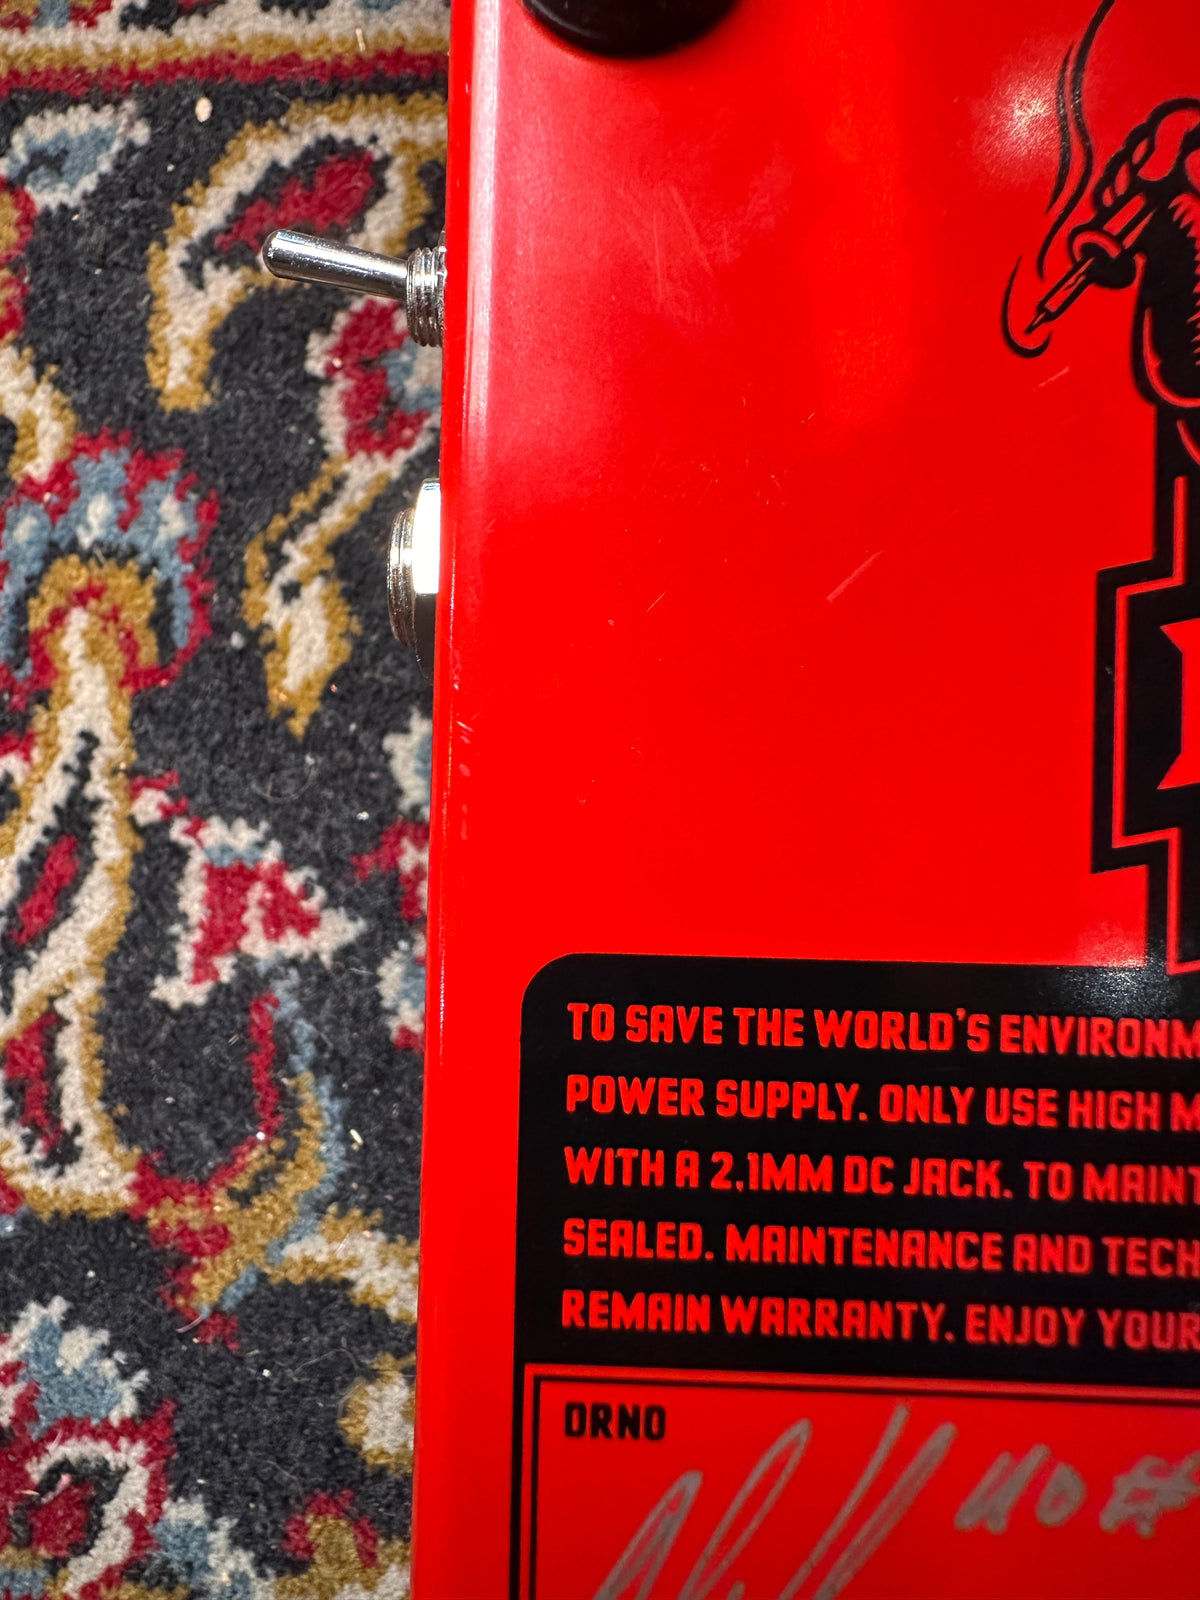 TO SAVE THE WORLD'S ENVIRONM
POWER SUPPLY. ONLY USE HIGH M
WITH A 2,1MM DC JACK. TO MAINT
SEALED. MAINTENANCE AND TECH
REMAIN WARRANTY. ENJOY YOUR
DRNO